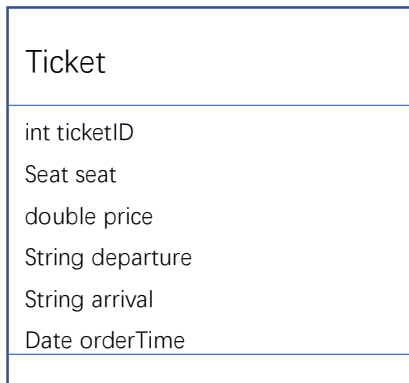 Ticket
int ticketID
Seat seat
double price
String departure
String arrival
Date orderTime